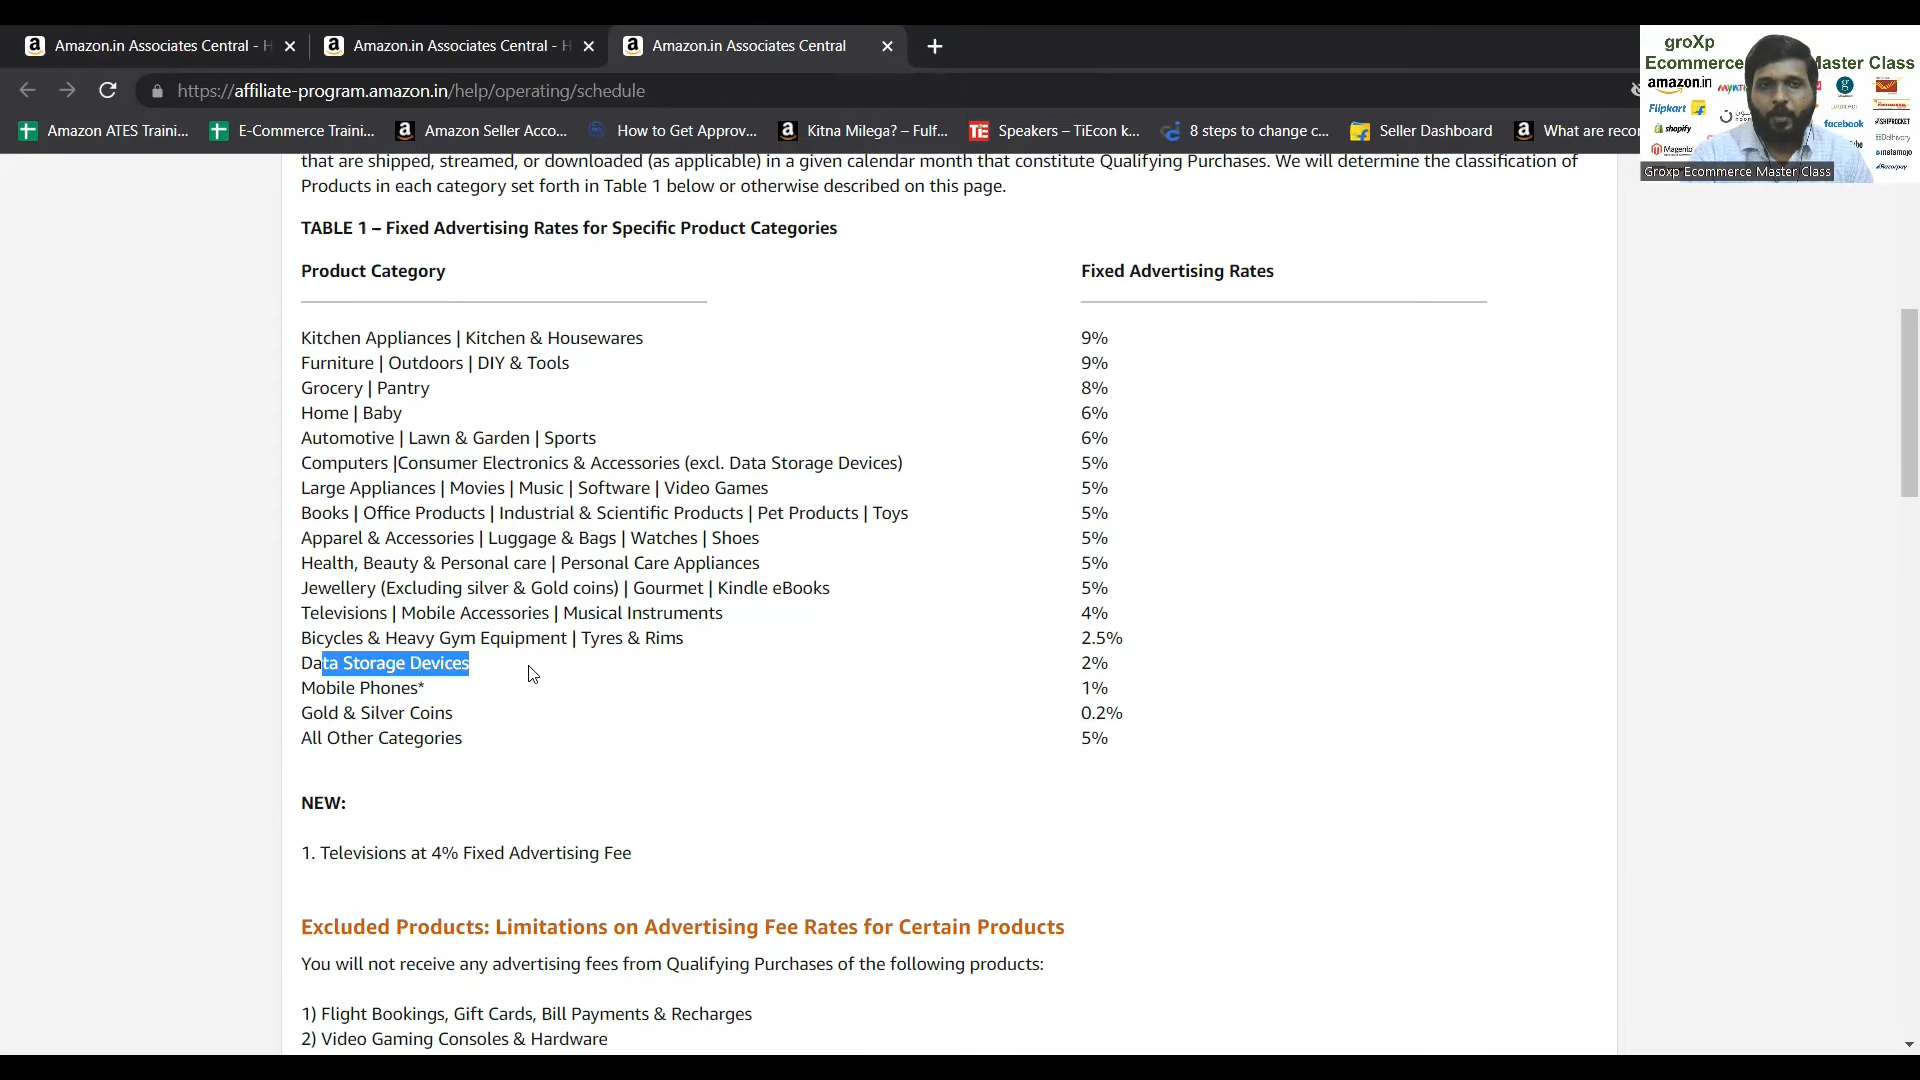 Amazon.in Associates Central - H
Amazon.in Associates Central - H
Amazon.in Associates Central
https://affiliate-program.amazon.in/help/operating/schedule
Amazon ATES Traini...
E-Commerce Traini...
Amazon Seller Acco...
How to Get Approv...
Kitna Milega? – Fulf...
TiE
Speakers – TiEcon k...
8 steps to change c...
Seller Dashboard
What are recor
groXp
Ecommerce Master Class
amazon.in
Flipkart
shopify
facebook
SHIPROCKET
Delhivery
instamojo
Razorpay
Groxp Ecommerce Master Class
that are shipped, streamed, or downloaded (as applicable) in a given calendar month that constitute Qualifying Purchases. We will determine the classification of
Products in each category set forth in Table 1 below or otherwise described on this page.
TABLE 1 – Fixed Advertising Rates for Specific Product Categories
Product Category Fixed Advertising Rates
Kitchen Appliances | Kitchen & Housewares 9%
Furniture | Outdoors | DIY & Tools 9%
Grocery | Pantry 8%
Home | Baby 6%
Automotive | Lawn & Garden | Sports 6%
Computers |Consumer Electronics & Accessories (excl. Data Storage Devices) 5%
Large Appliances | Movies | Music | Software | Video Games 5%
Books | Office Products | Industrial & Scientific Products | Pet Products | Toys 5%
Apparel & Accessories | Luggage & Bags | Watches | Shoes 5%
Health, Beauty & Personal care | Personal Care Appliances 5%
Jewellery (Excluding silver & Gold coins) | Gourmet | Kindle eBooks 5%
Televisions | Mobile Accessories | Musical Instruments 4%
Bicycles & Heavy Gym Equipment | Tyres & Rims 2.5%
Data Storage Devices 2%
Mobile Phones* 1%
Gold & Silver Coins 0.2%
All Other Categories 5%
NEW:
1. Televisions at 4% Fixed Advertising Fee
Excluded Products: Limitations on Advertising Fee Rates for Certain Products
You will not receive any advertising fees from Qualifying Purchases of the following products:
1) Flight Bookings, Gift Cards, Bill Payments & Recharges
2) Video Gaming Consoles & Hardware